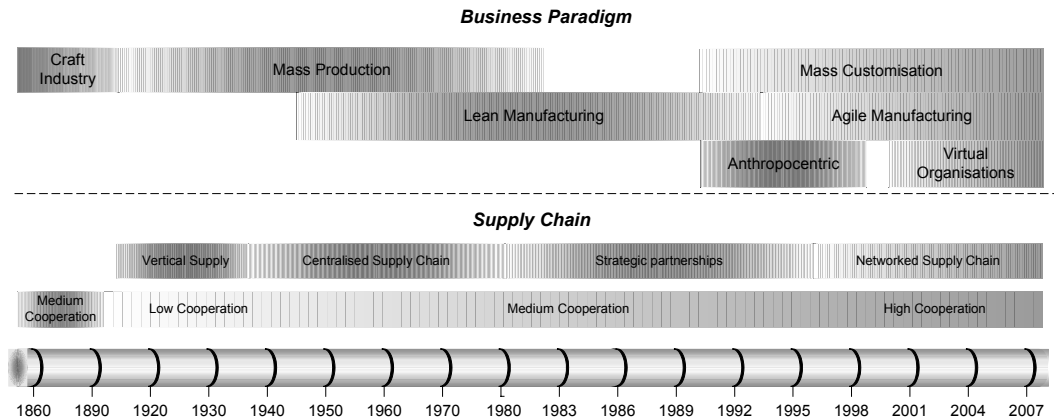 Business Paradigm
Craft
Industry
Mass Production
Mass Customisation
Lean Manufacturing
Agile Manufacturing
Anthropocentric
Virtual
Organisations
Supply Chain
Vertical Supply
Centralised Supply Chain
Strategic partnerships
Networked Supply Chain
Medium
Cooperation
Low Cooperation
Medium Cooperation
High Cooperation
1860 1890 1920 1930 1940 1950 1960 1970 1980 1983 1986 1989 1992 1995 1998 2001 2004 2007